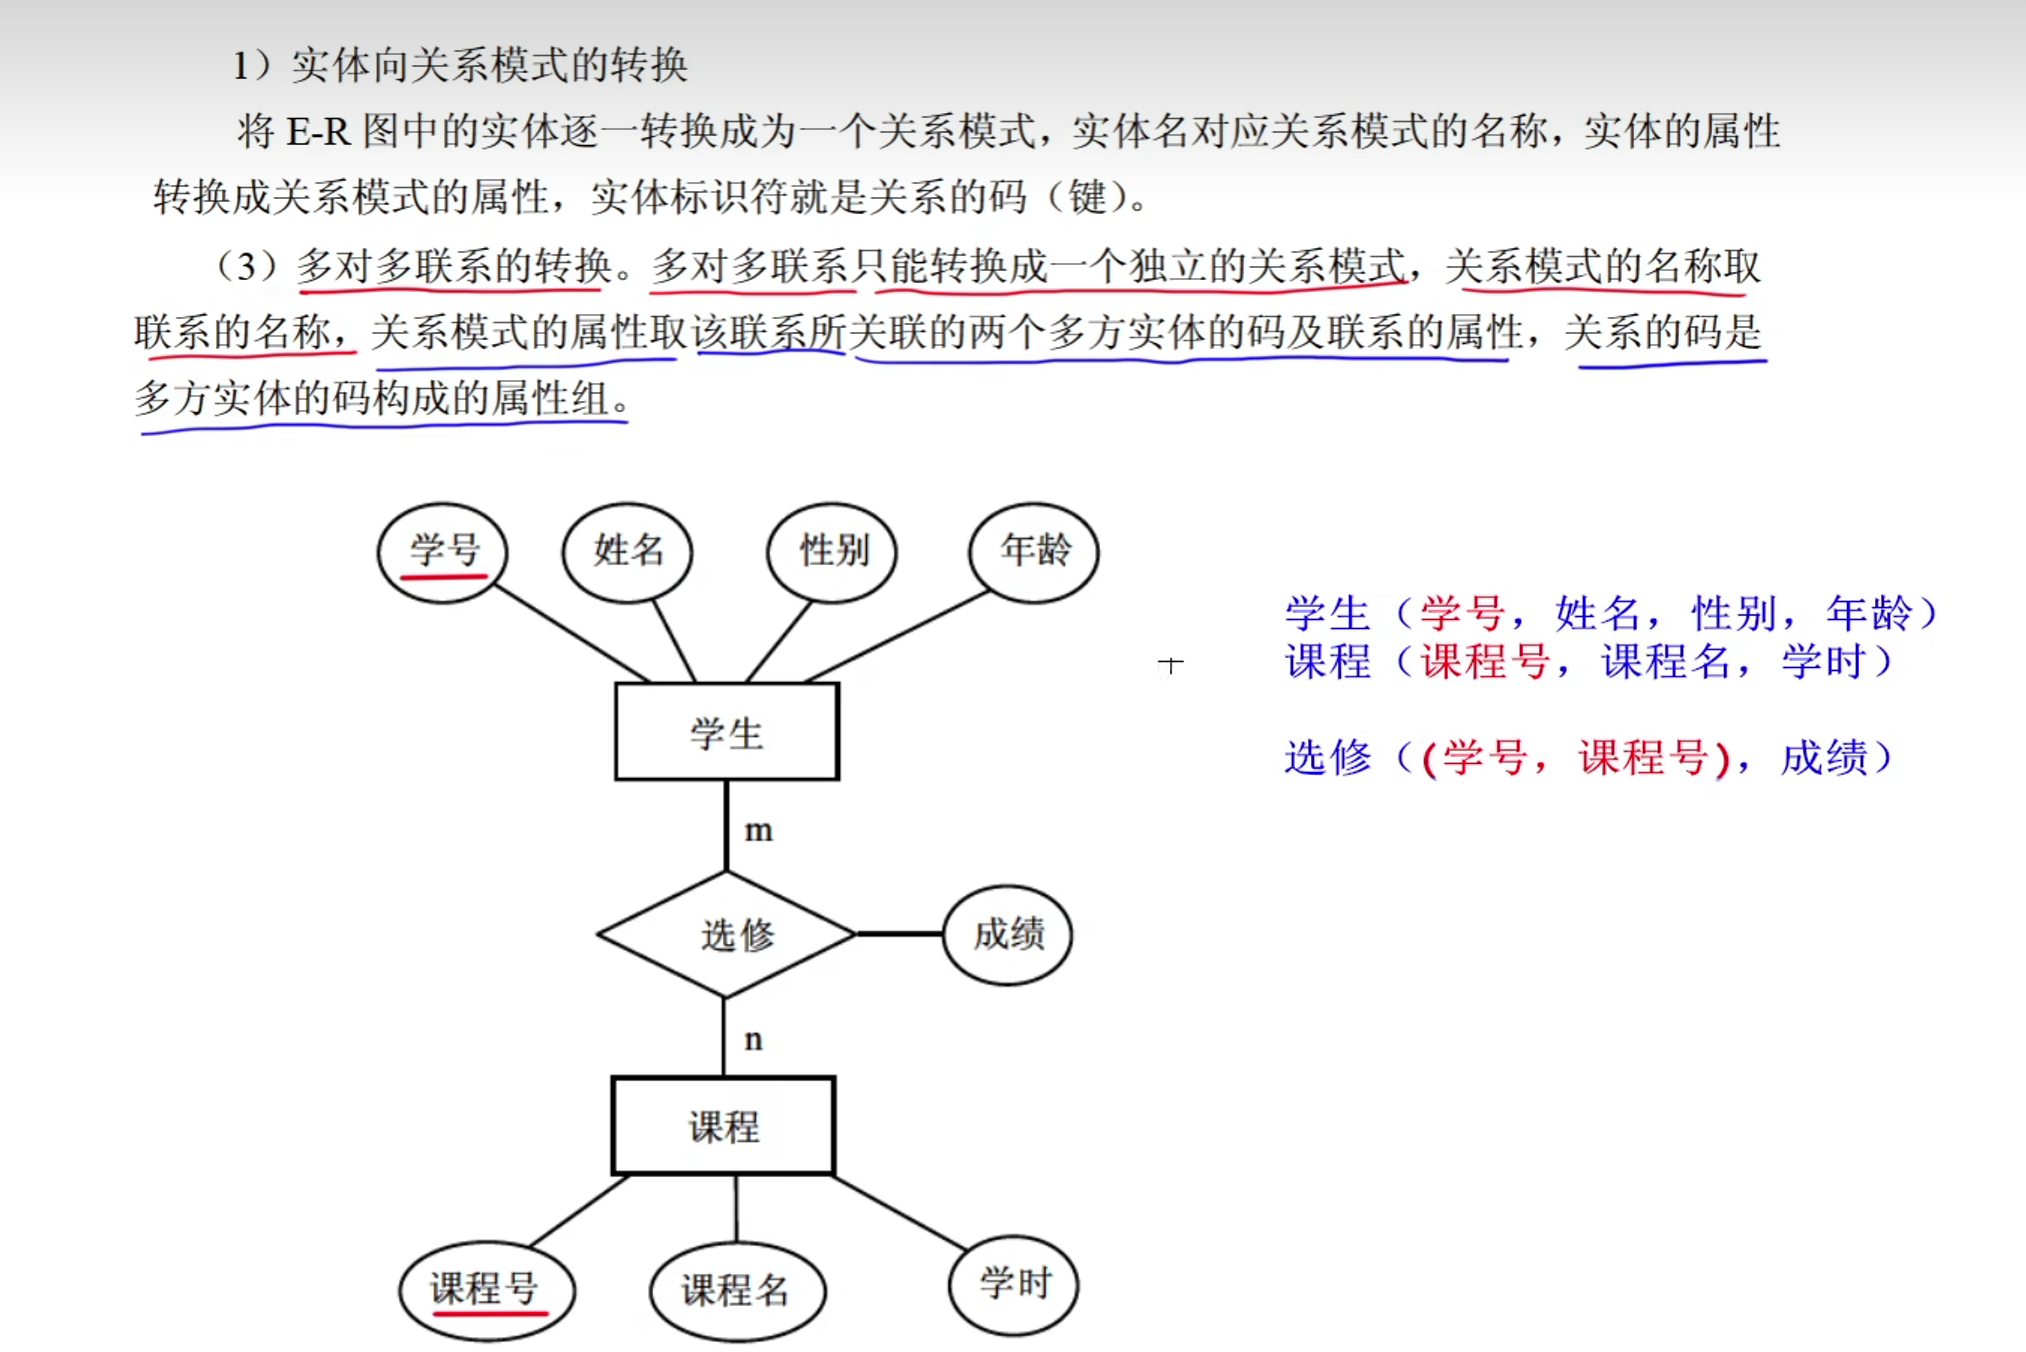 1）实体向关系模式的转换
将 E-R 图中的实体逐一转换成为一个关系模式，实体名对应关系模式的名称，实体的属性
转换成关系模式的属性，实体标识符就是关系的码（键）。
（3）多对多联系的转换。多对多联系只能转换成一个独立的关系模式，关系模式的名称取
联系的名称，关系模式的属性取该联系所关联的两个多方实体的码及联系的属性，关系的码是
多方实体的码构成的属性组。
学号 姓名 性别 年龄
学生（学号，姓名，性别，年龄）
课程（课程号，课程名，学时）
学生
选修（(学号，课程号)，成绩）
m
选修 成绩
n
课程
课程号 课程名 学时